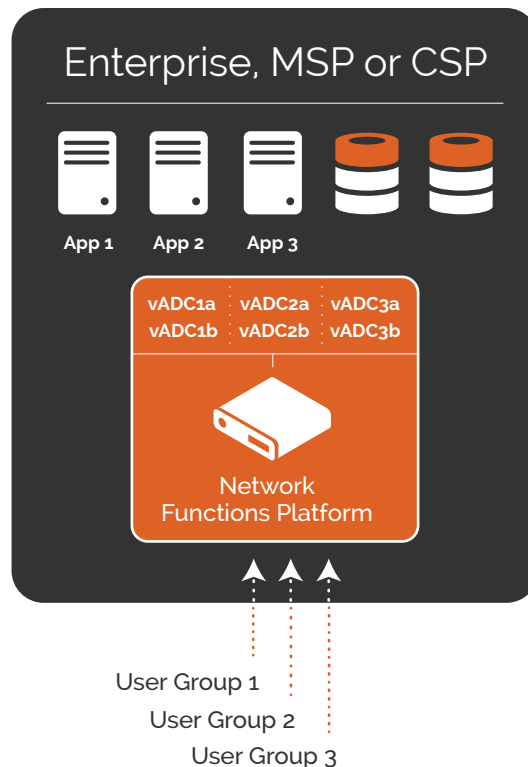 Enterprise, MSP or CSP
App 1 App 2 App 3
vADC1a vADC2a vADC3a
vADC1b vADC2b vADC3b
Network
Functions Platform
User Group 1
User Group 2
User Group 3